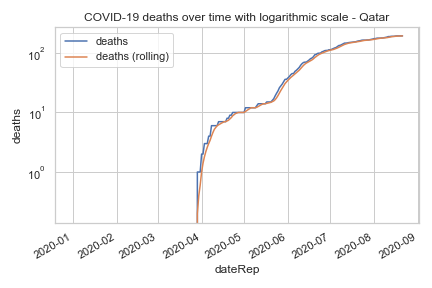 COVID-19 deaths over time with logarithmic scale - Qatar
deaths
deaths (rolling)
10²
10¹
10⁰
deaths
2020-01
2020-02
2020-03
2020-04
2020-05
2020-06
2020-07
2020-08
2020-09
dateRep